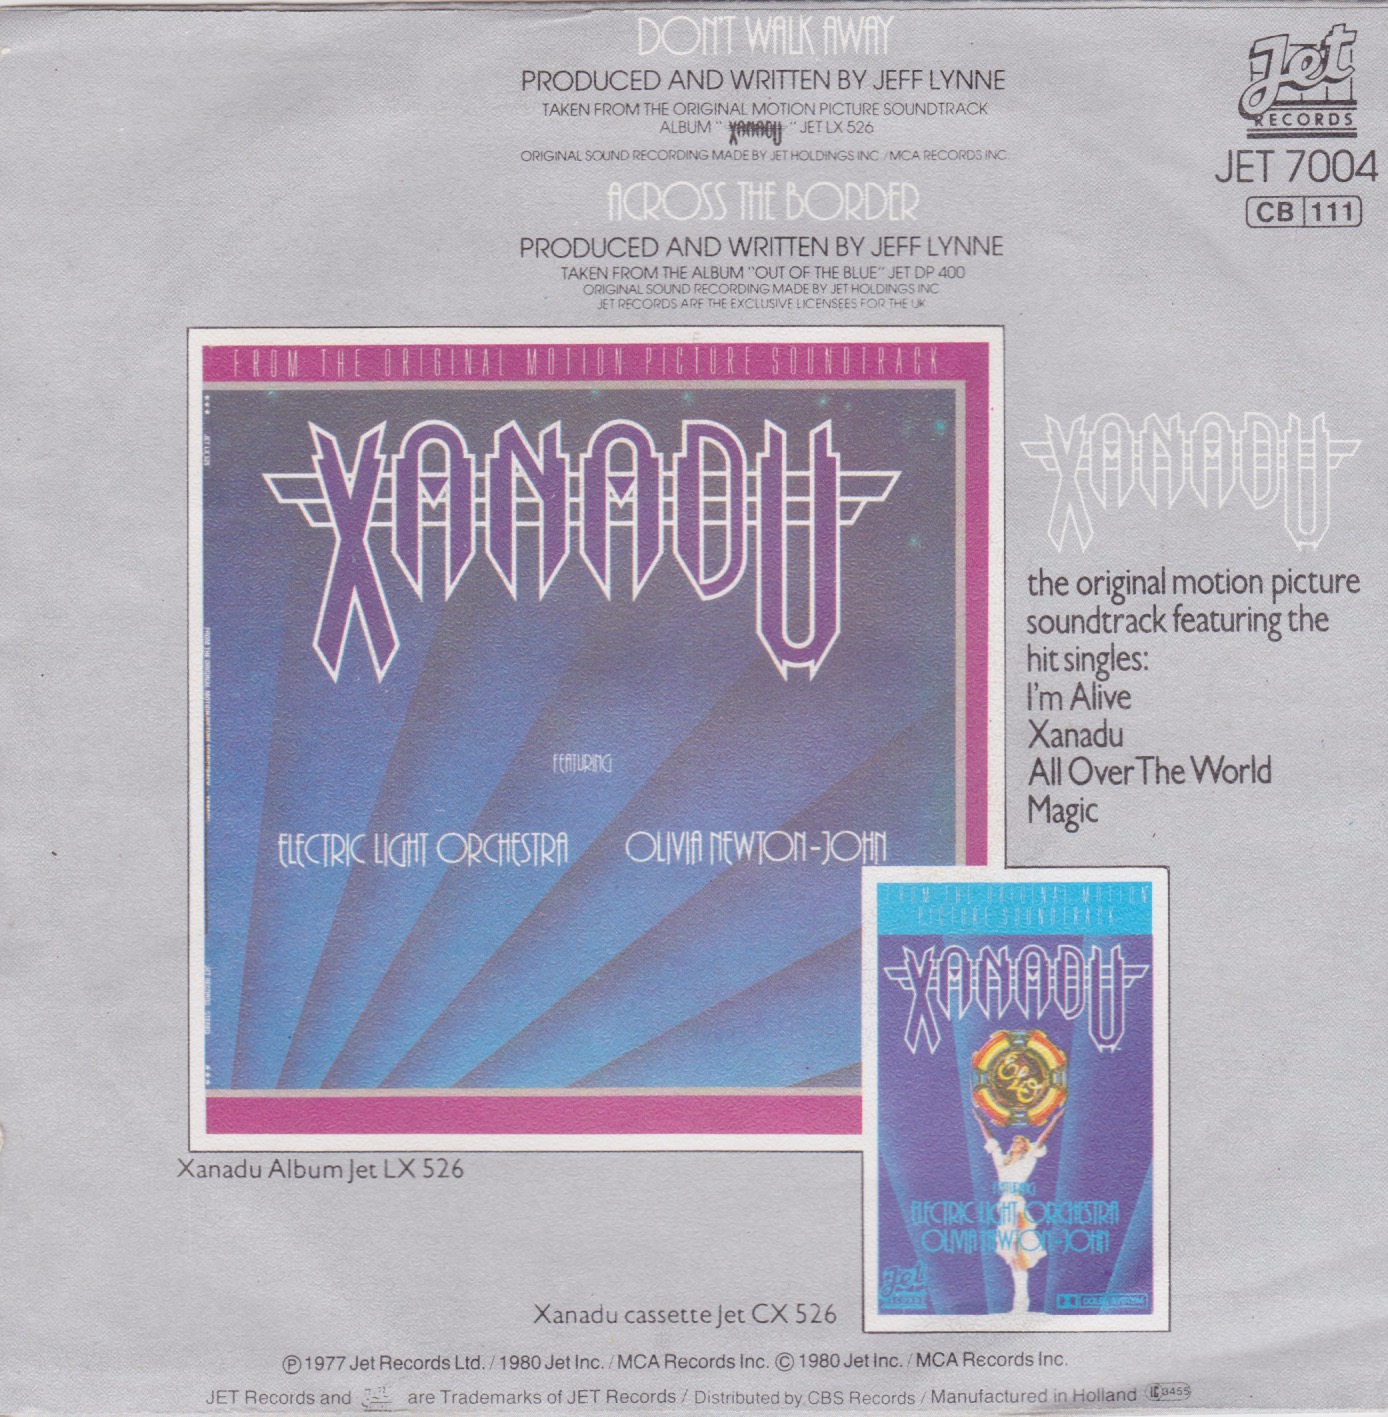 DON'T WALK AWAY
PRODUCED AND WRITTEN BY JEFF LYNNE
TAKEN FROM THE ORIGINAL MOTION PICTURE SOUNDTRACK
ALBUM "XANADU" JET LX 526
ORIGINAL SOUND RECORDING MADE BY JET HOLDINGS INC / MCA RECORDS INC.
ACROSS THE BORDER
PRODUCED AND WRITTEN BY JEFF LYNNE
TAKEN FROM THE ALBUM "OUT OF THE BLUE" JET DP 400
ORIGINAL SOUND RECORDING MADE BY JET HOLDINGS INC
JET RECORDS ARE THE EXCLUSIVE LICENSEES FOR THE UK
Jet
RECORDS
JET 7004
CB 111
FROM THE ORIGINAL MOTION PICTURE SOUNDTRACK
XANADU
FEATURING
ELECTRIC LIGHT ORCHESTRA OLIVIA NEWTON-JOHN
XANADU
the original motion picture
soundtrack featuring the
hit singles:
I'm Alive
Xanadu
All Over The World
Magic
FROM THE ORIGINAL MOTION
PICTURE SOUNDTRACK
XANADU
ELO
FEATURING
ELECTRIC LIGHT ORCHESTRA
OLIVIA NEWTON-JOHN
Jet
RECORDS
DOLBY SYSTEM
Xanadu Album Jet LX 526
Xanadu cassette Jet CX 526
Ⓟ 1977 Jet Records Ltd. / 1980 Jet Inc. / MCA Records Inc. © 1980 Jet Inc. / MCA Records Inc.
JET Records and Jet are Trademarks of JET Records / Distributed by CBS Records / Manufactured in Holland